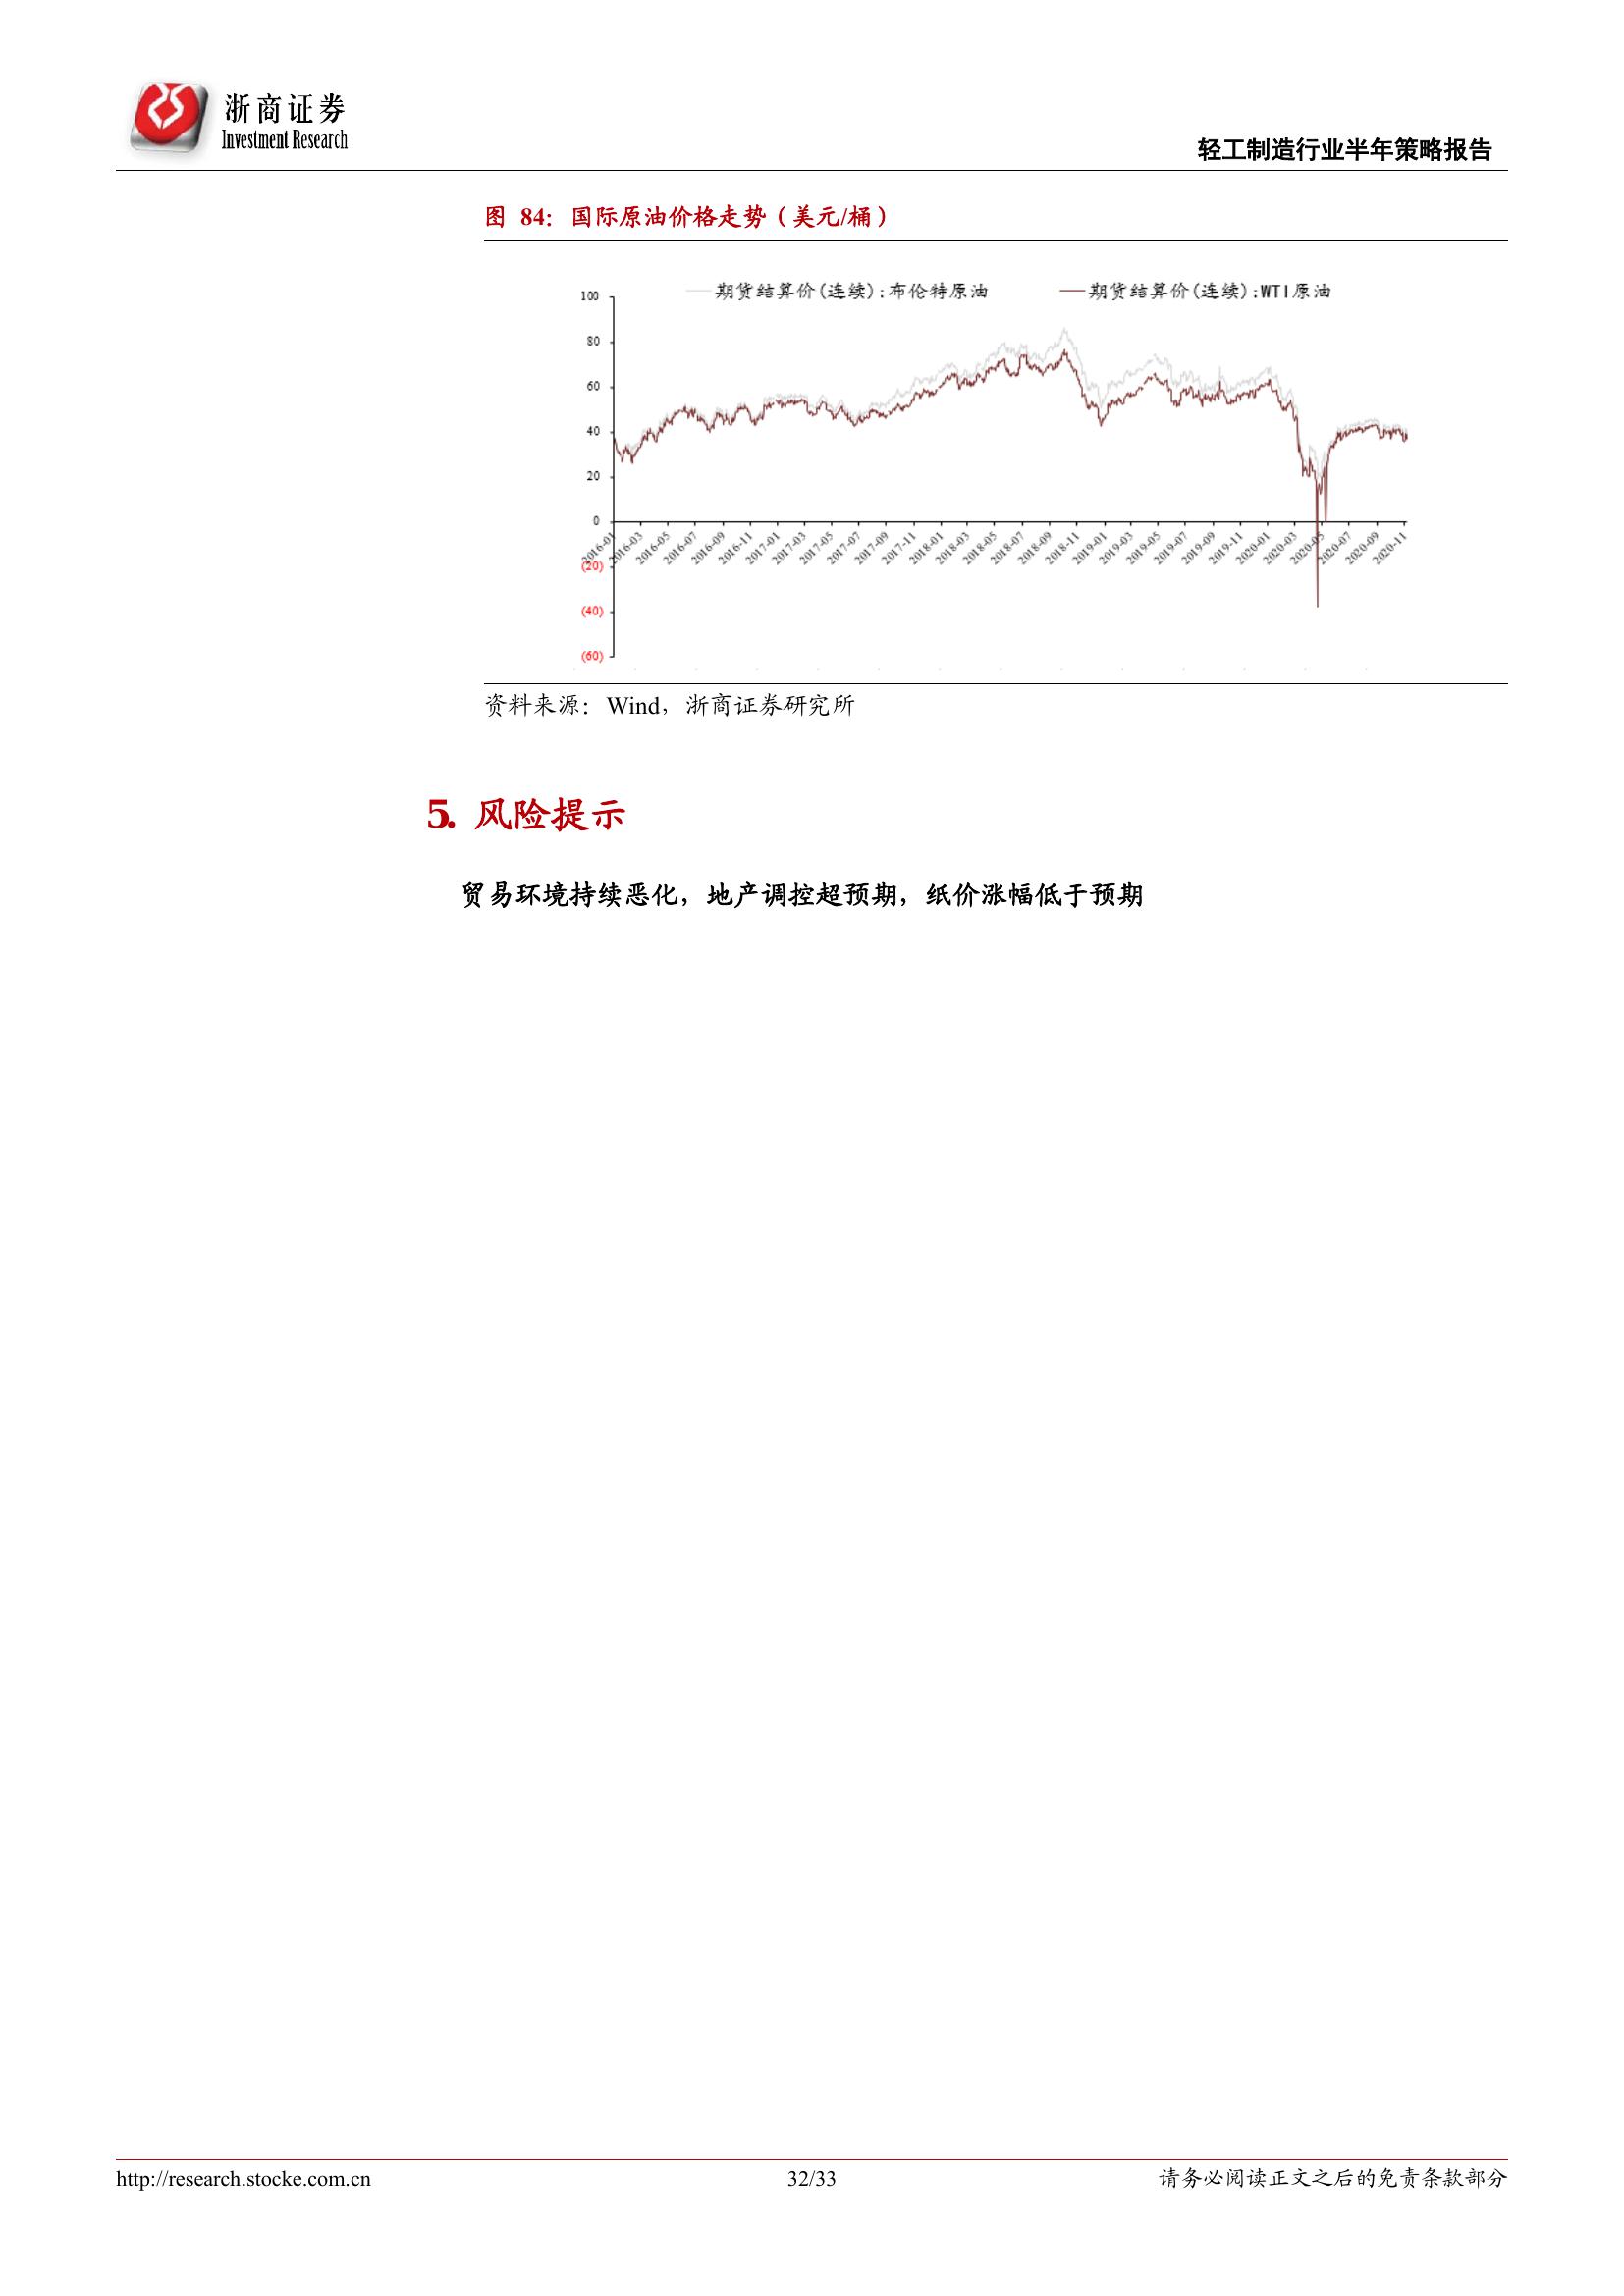 浙商证券
Investment Research
轻工制造行业半年策略报告
图 84：国际原油价格走势（美元/桶）
期货结算价(连续):布伦特原油 期货结算价(连续):WTI原油
100
80
60
40
20
0
(20)
(40)
(60)
2016-01 2016-03 2016-05 2016-07 2016-09 2016-11 2017-01 2017-03 2017-05 2017-07 2017-09 2017-11 2018-01 2018-03 2018-05 2018-07 2018-09 2018-11 2019-01 2019-03 2019-05 2019-07 2019-09 2019-11 2020-01 2020-03 2020-05 2020-07 2020-09 2020-11
资料来源：Wind，浙商证券研究所
5. 风险提示
贸易环境持续恶化，地产调控超预期，纸价涨幅低于预期
http://research.stocke.com.cn 32/33 请务必阅读正文之后的免责条款部分